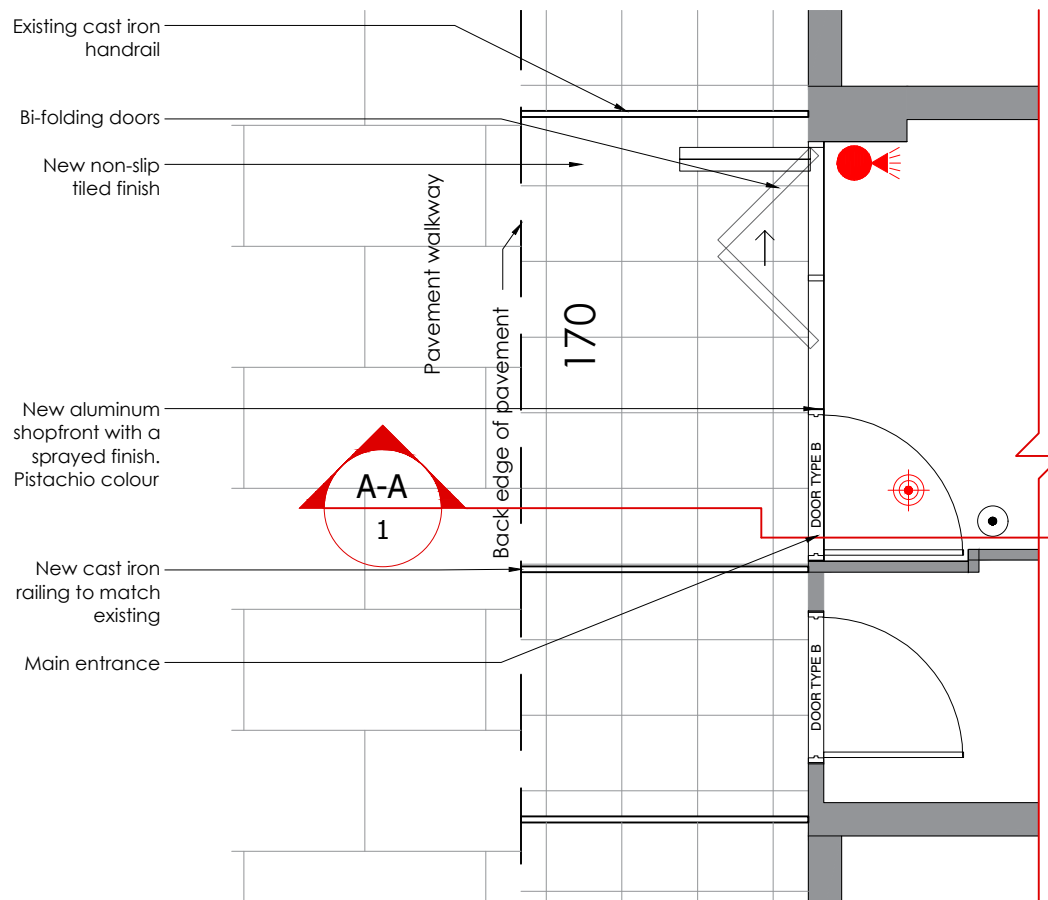 Existing cast iron
handrail
Bi-folding doors
New non-slip
tiled finish
Pavement walkway
Back edge of pavement
170
New aluminum
shopfront with a
sprayed finish.
Pistachio colour
A-A
1
DOOR TYPE B
New cast iron
railing to match
existing
Main entrance
DOOR TYPE B